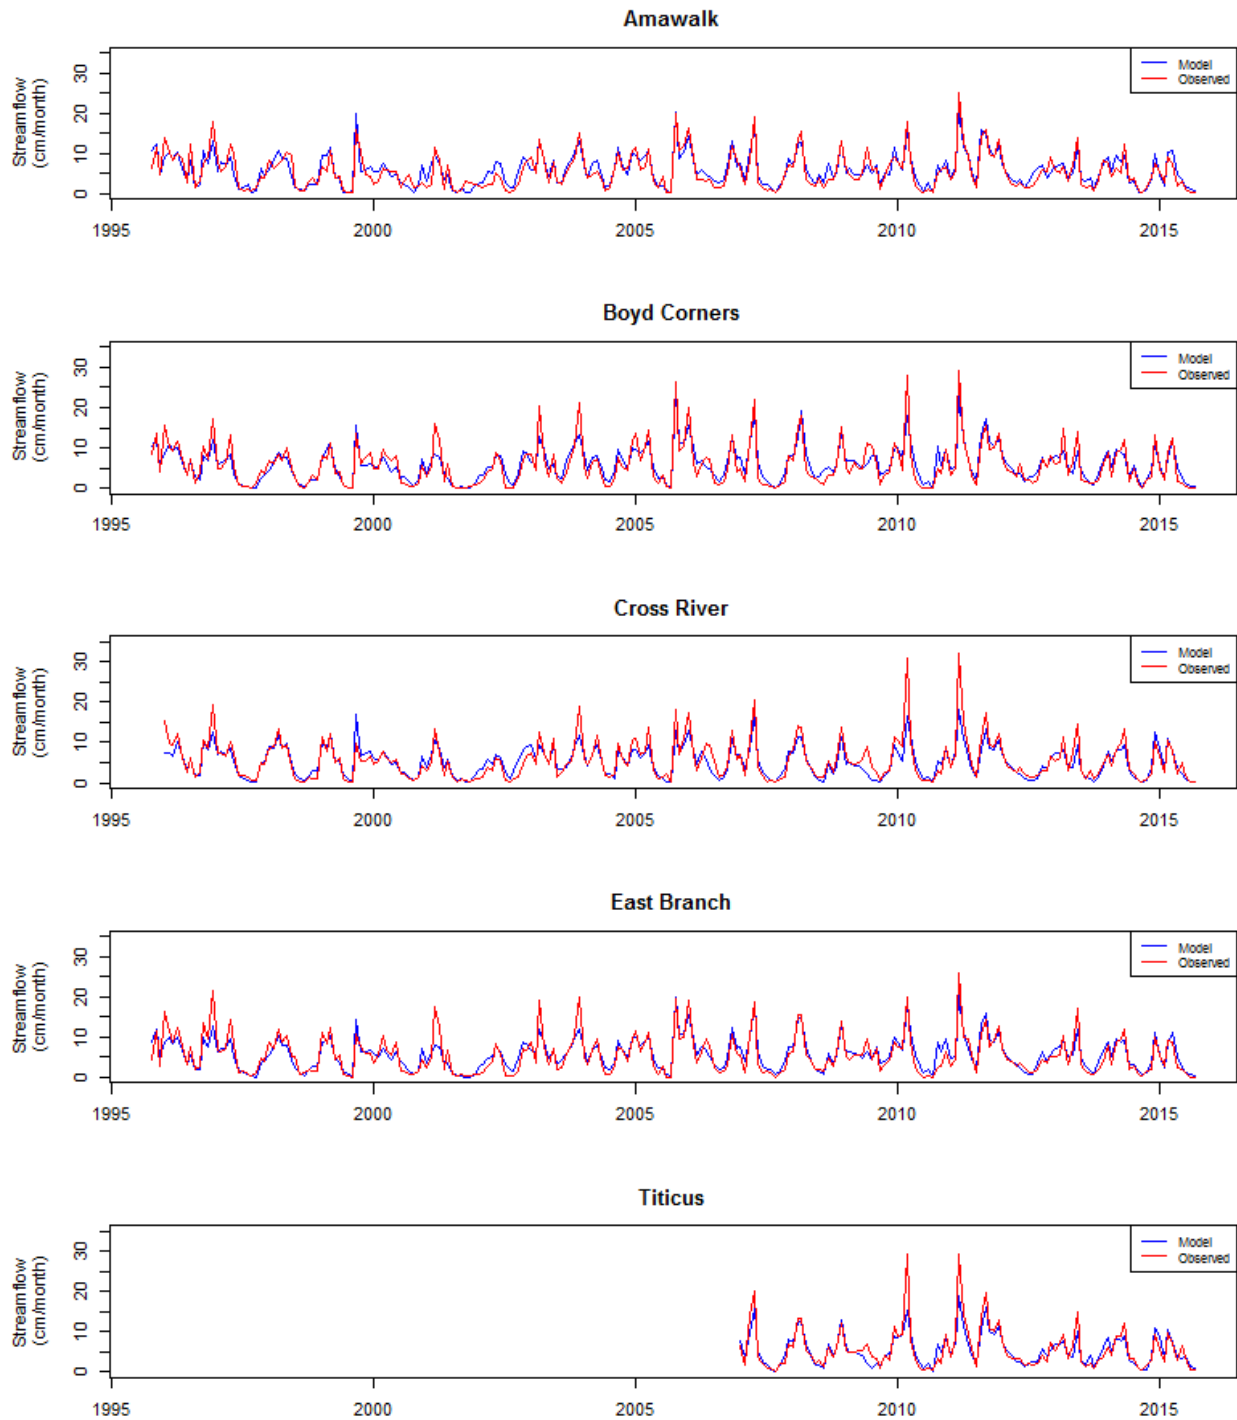 Amawalk
Streamflow
(cm/month)
30
20
10
0
Model
Observed
1995 2000 2005 2010 2015
Boyd Corners
Streamflow
(cm/month)
30
20
10
0
Model
Observed
1995 2000 2005 2010 2015
Cross River
Streamflow
(cm/month)
30
20
10
0
Model
Observed
1995 2000 2005 2010 2015
East Branch
Streamflow
(cm/month)
30
20
10
0
Model
Observed
1995 2000 2005 2010 2015
Titicus
Streamflow
(cm/month)
30
20
10
0
Model
Observed
1995 2000 2005 2010 2015